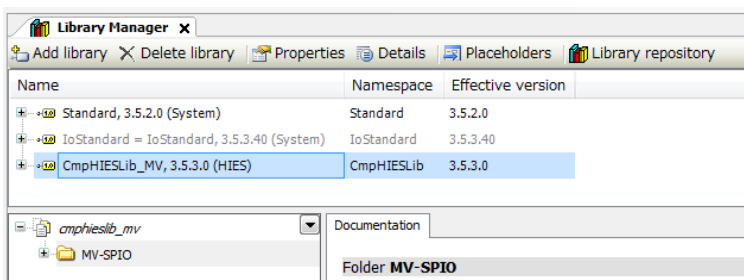 Library Manager x
Add library Delete library Properties Details Placeholders Library repository
Name Namespace Effective version
Standard, 3.5.2.0 (System) Standard 3.5.2.0
IoStandard = IoStandard, 3.5.3.40 (System) IoStandard 3.5.3.40
CmpHIESLib_MV, 3.5.3.0 (HIES) CmpHIESLib 3.5.3.0
cmphieslib_mv Documentation
MV-SPIO
Folder MV-SPIO